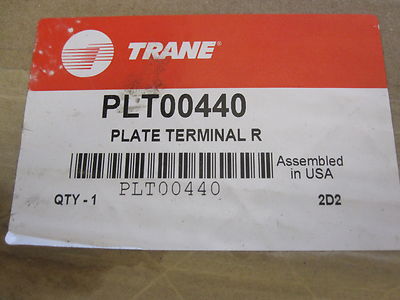 TRANE
PLT00440
PLATE TERMINAL R
Assembled
in USA
PLT00440
QTY - 1
2D2